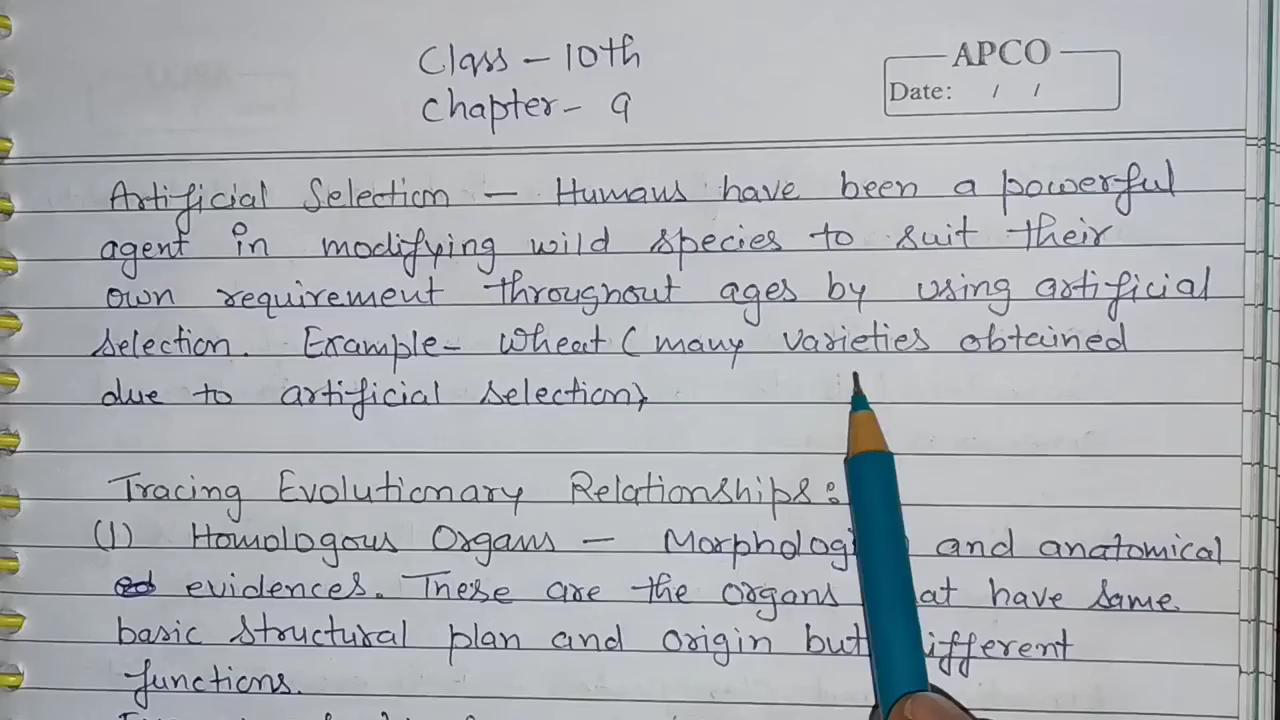 Class - 10th
Chapter - 9
APCO
Date: / /
Artificial Selection - Humans have been a powerful
agent in modifying wild species to suit their
own requirement throughout ages by using artificial
selection. Example - Wheat (many varieties obtained
due to artificial selection)
Tracing Evolutionary Relationships:
(1) Homologous Organs - and anatomical
evidences. These are the organs have same
basic structural plan and origin but
functions.